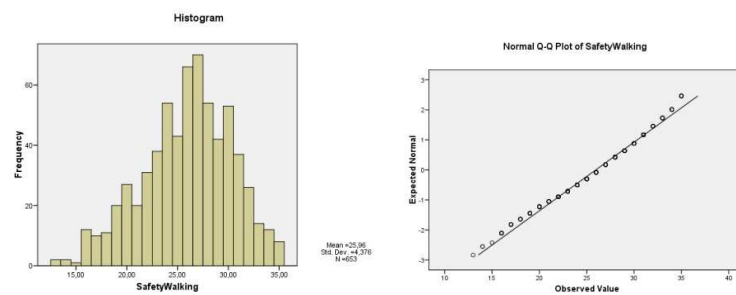 Histogram
Frequency
60
40
20
0
15,00 20,00 25,00 30,00 35,00
SafetyWalking
Mean =25,96
Std. Dev. =4,376
N =653
Normal Q-Q Plot of SafetyWalking
Expected Normal
3
2
1
0
-1
-2
-3
10 15 20 25 30 35 40
Observed Value